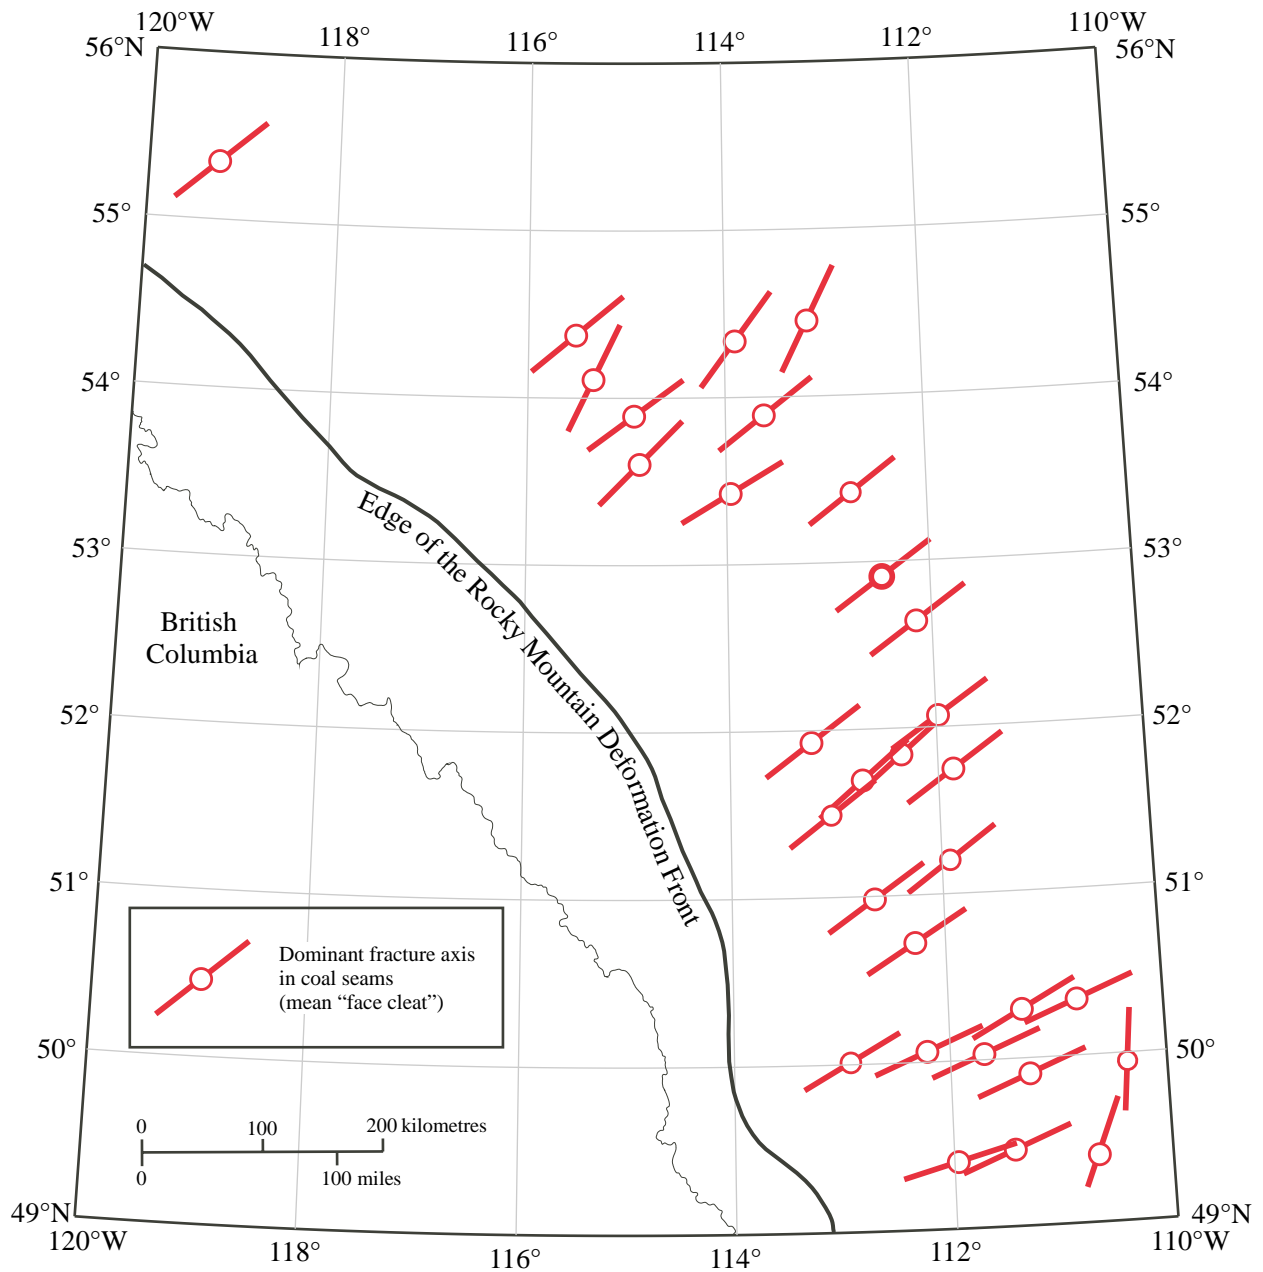 120°W
118°
116°
114°
112°
110°W
56°N
56°N
55°
55°
54°
54°
53°
53°
Edge of the Rocky Mountain Deformation Front
British
Columbia
52°
52°
51°
51°
Dominant fracture axis
in coal seams
(mean “face cleat”)
50°
50°
0
100
200 kilometres
0
100 miles
49°N
49°N
120°W
118°
116°
114°
112°
110°W